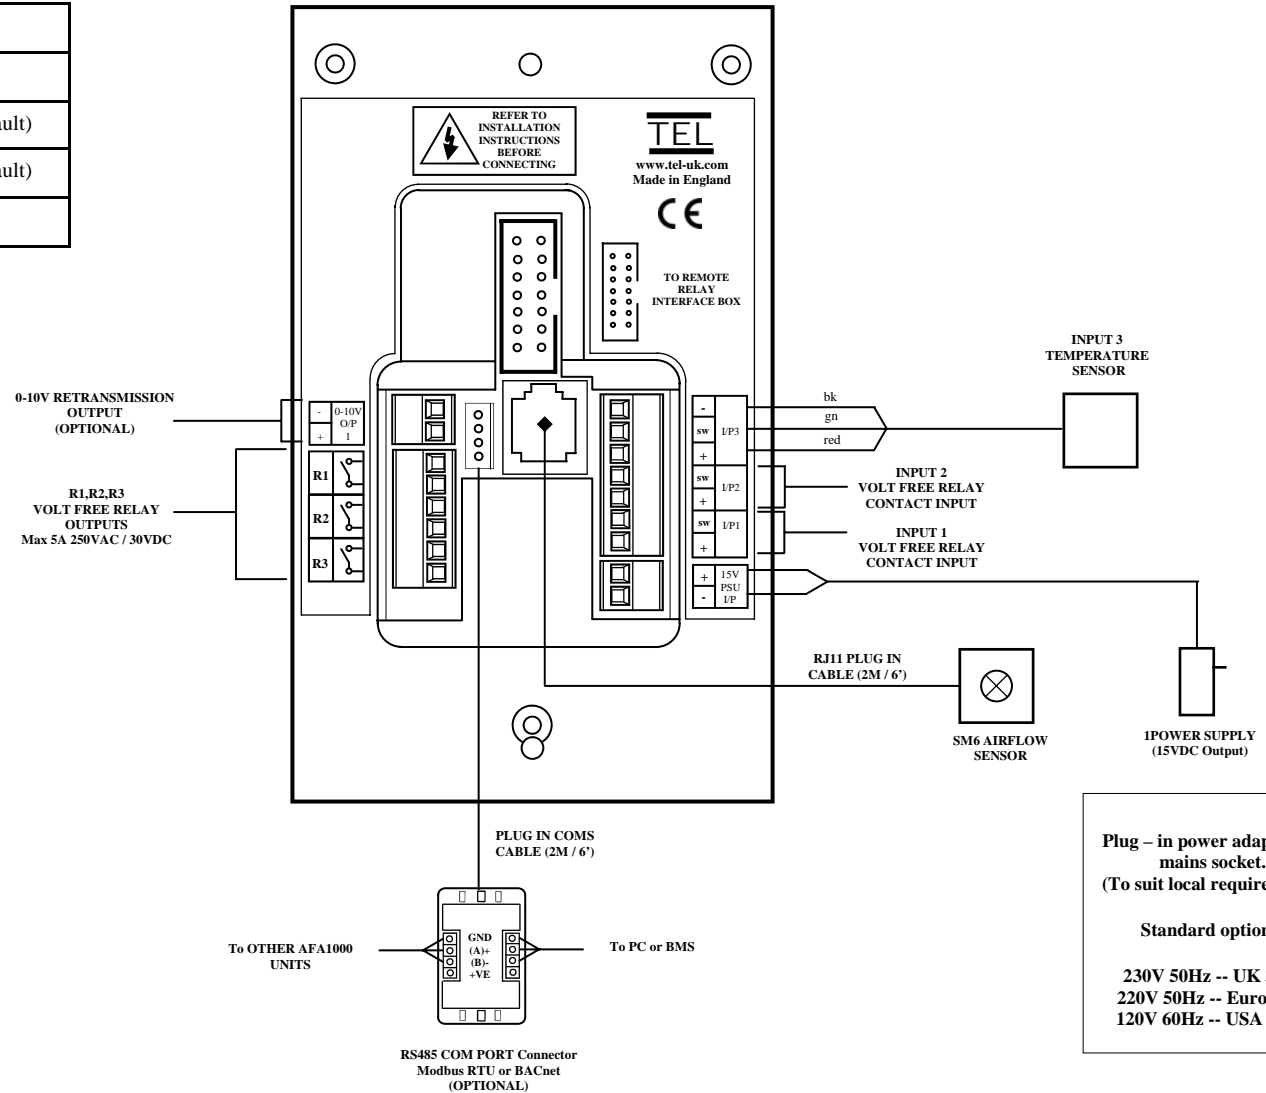 ult)
ult)
REFER TO
INSTALLATION
INSTRUCTIONS
BEFORE
CONNECTING
TEL
www.tel-uk.com
Made in England
CE
TO REMOTE
RELAY
INTERFACE BOX
0-10V RETRANSMISSION
OUTPUT
(OPTIONAL)
- 0-10V
O/P
+ I
R1
R2
R3
R1,R2,R3
VOLT FREE RELAY
OUTPUTS
Max 5A 250VAC / 30VDC
-
sw I/P3
+
sw I/P2
+
sw I/P1
+
+ 15V
PSU
- I/P
bk
gn
red
INPUT 3
TEMPERATURE
SENSOR
INPUT 2
VOLT FREE RELAY
CONTACT INPUT
INPUT 1
VOLT FREE RELAY
CONTACT INPUT
RJ11 PLUG IN
CABLE (2M / 6’)
SM6 AIRFLOW
SENSOR
1POWER SUPPLY
(15VDC Output)
PLUG IN COMS
CABLE (2M / 6’)
To OTHER AFA1000
UNITS
GND
(A)+
(B)-
+VE
To PC or BMS
RS485 COM PORT Connector
Modbus RTU or BACnet
(OPTIONAL)
Plug – in power adap
mains socket.
(To suit local require
Standard option
230V 50Hz -- UK
220V 50Hz -- Euro
120V 60Hz -- USA